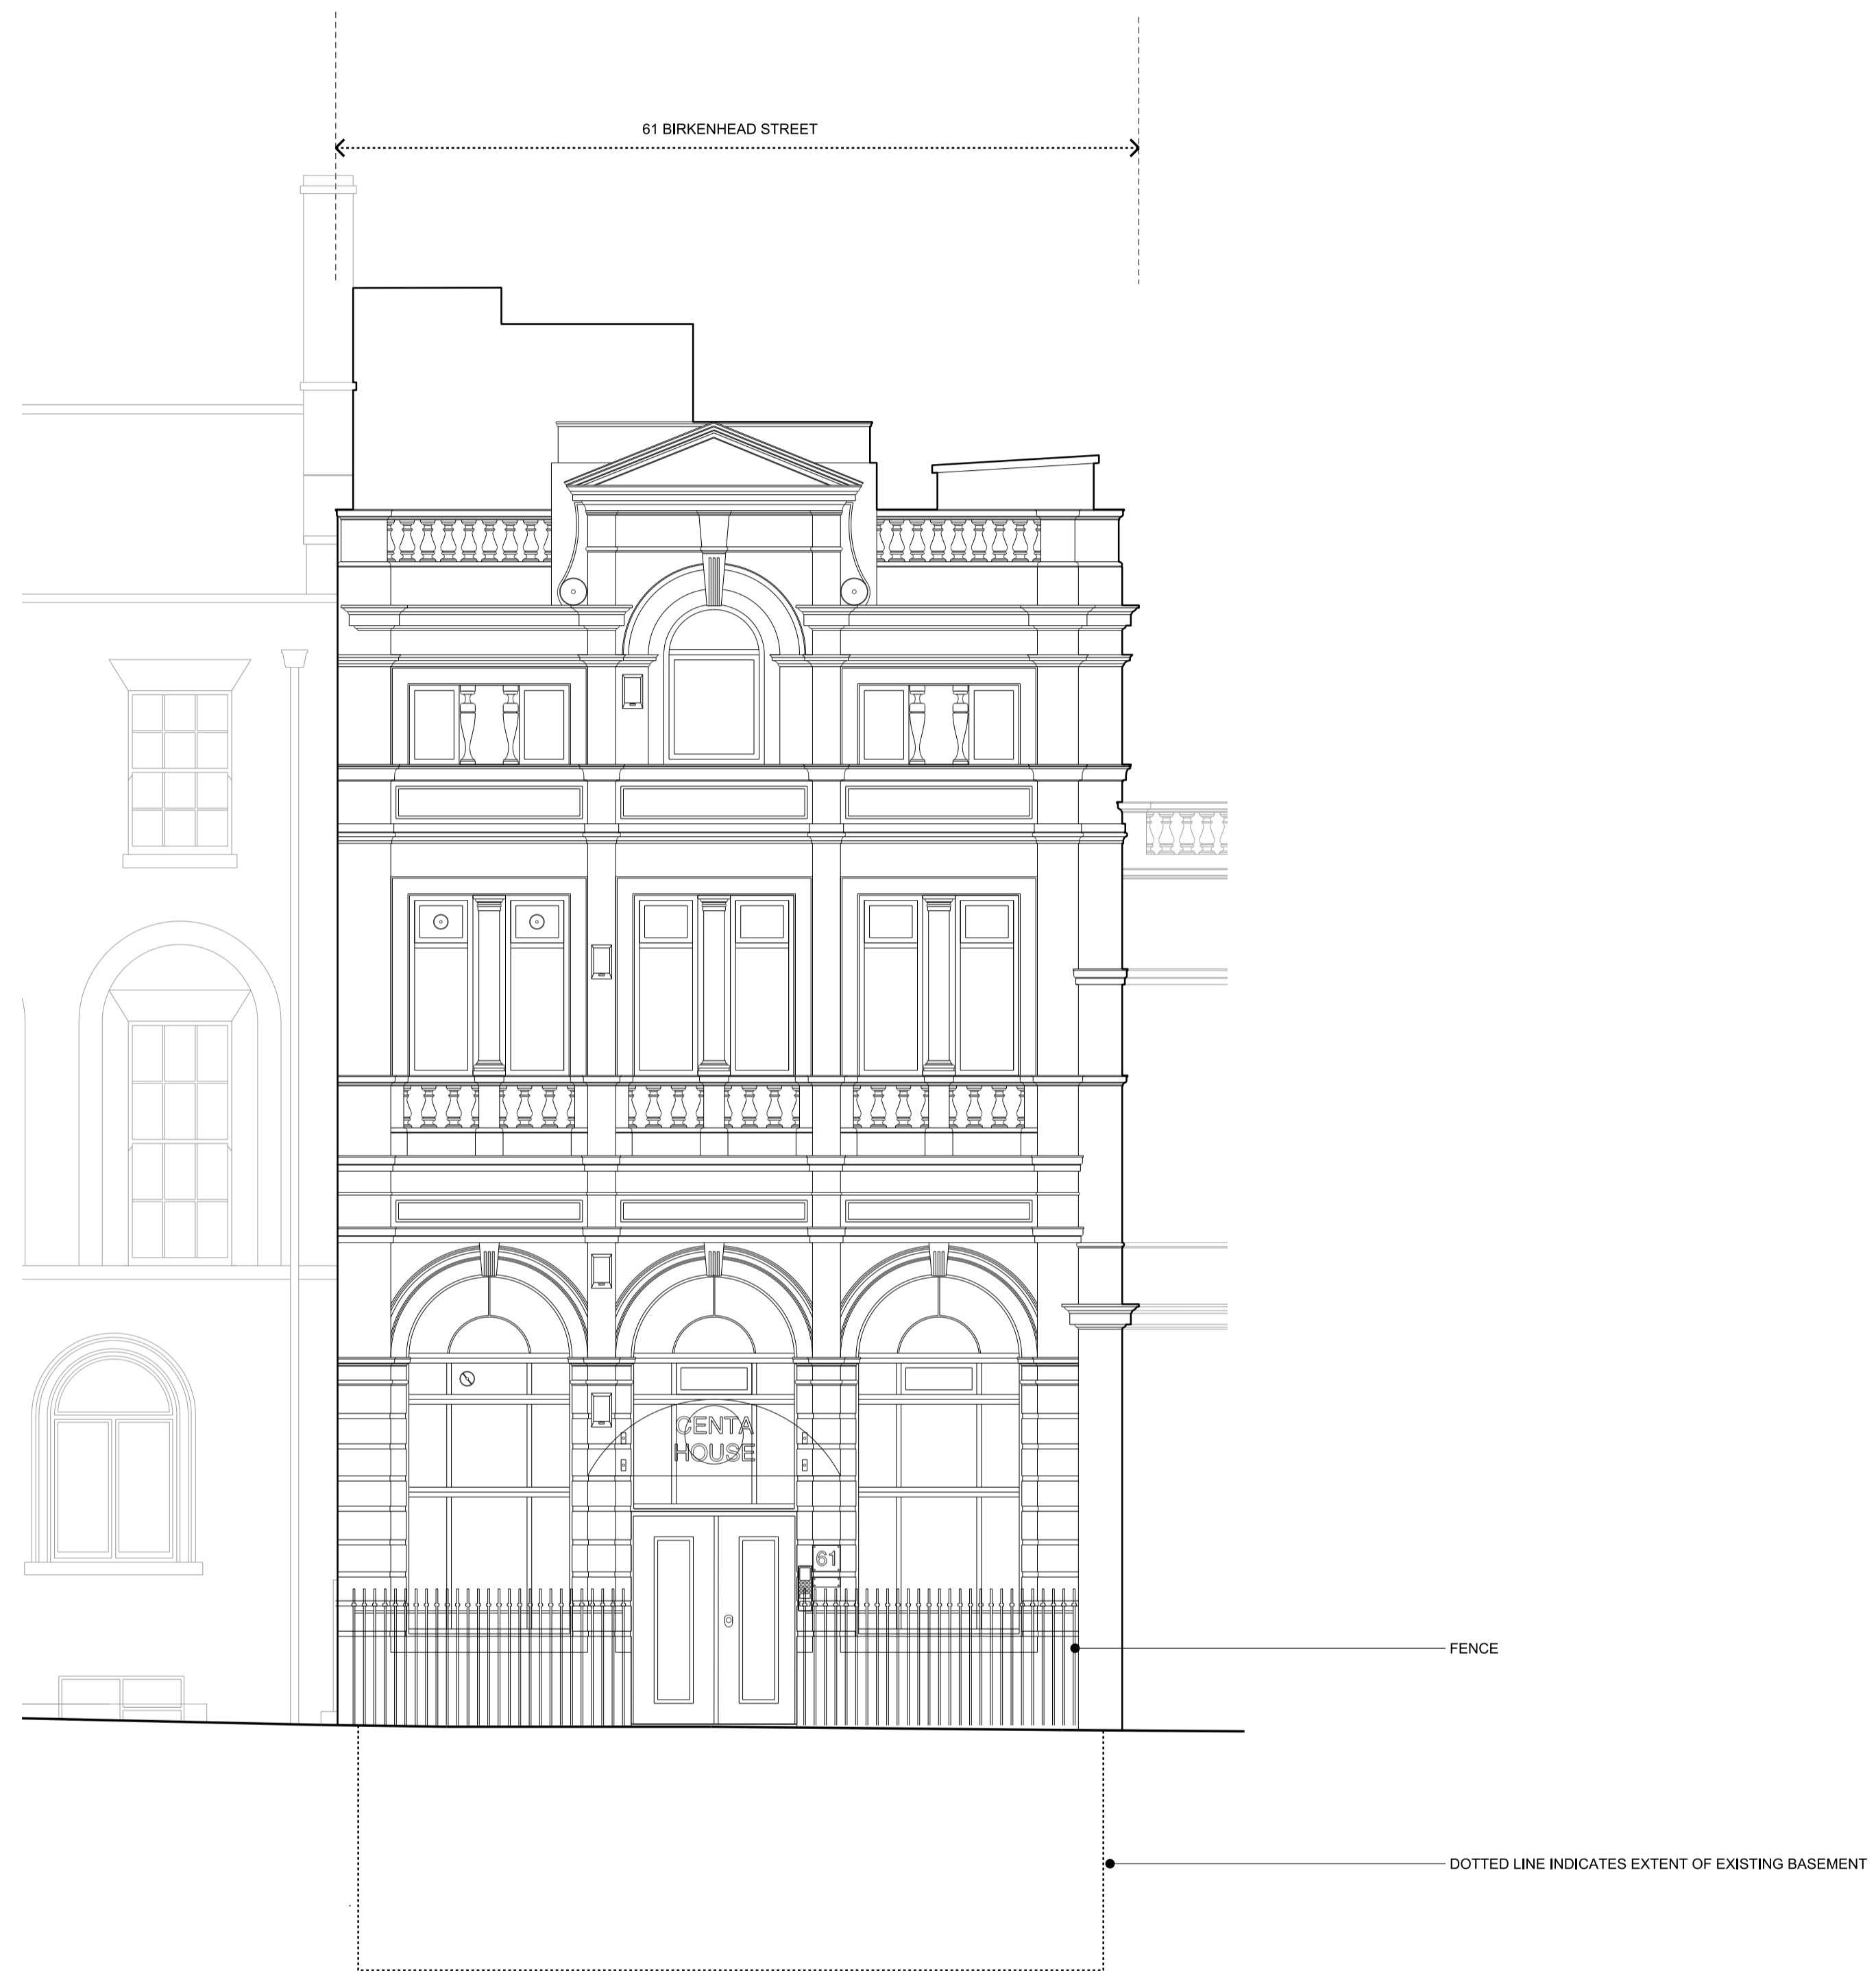 61 BIRKENHEAD STREET
CENTA
HOUSE
61
FENCE
DOTTED LINE INDICATES EXTENT OF EXISTING BASEMENT